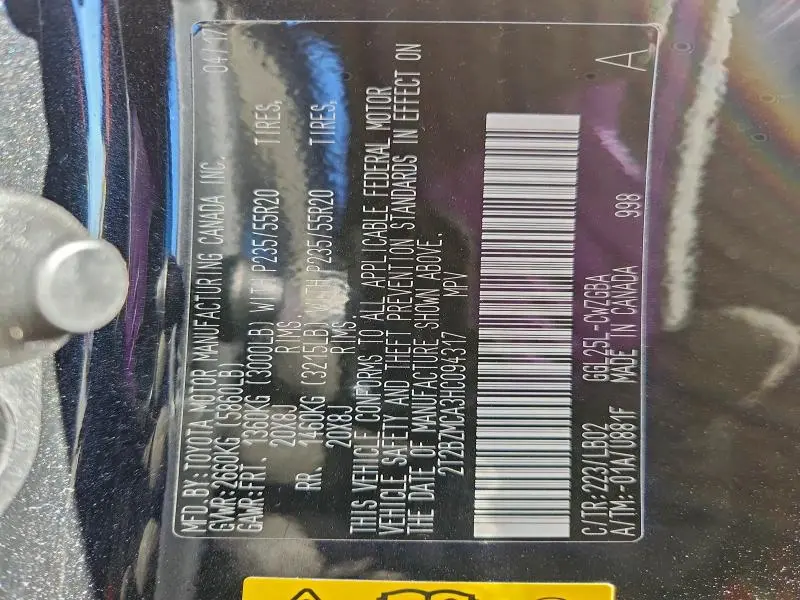 MFD.BY:TOYOTA MOTOR MANUFACTURING CANADA INC. 04/17
GVWR:2660KG (5860LB)
GAWR:FRT. 1360KG (3000LB) WITH P235/55R20 TIRES,
20X8J RIMS,
RR. 1460KG (3215LB) WITH P235/55R20 TIRES,
20X8J RIMS
THIS VEHICLE CONFORMS TO ALL APPLICABLE FEDERAL MOTOR
VEHICLE SAFETY AND THEFT PREVENTION STANDARDS IN EFFECT ON
THE DATE OF MANUFACTURE SHOWN ABOVE.
2T2BZMCA3HC094317 MPV
C/TR:223/LB02 GGL25L-CWZGBA
A/TM:-01A/U881F MADE IN CANADA 998 A